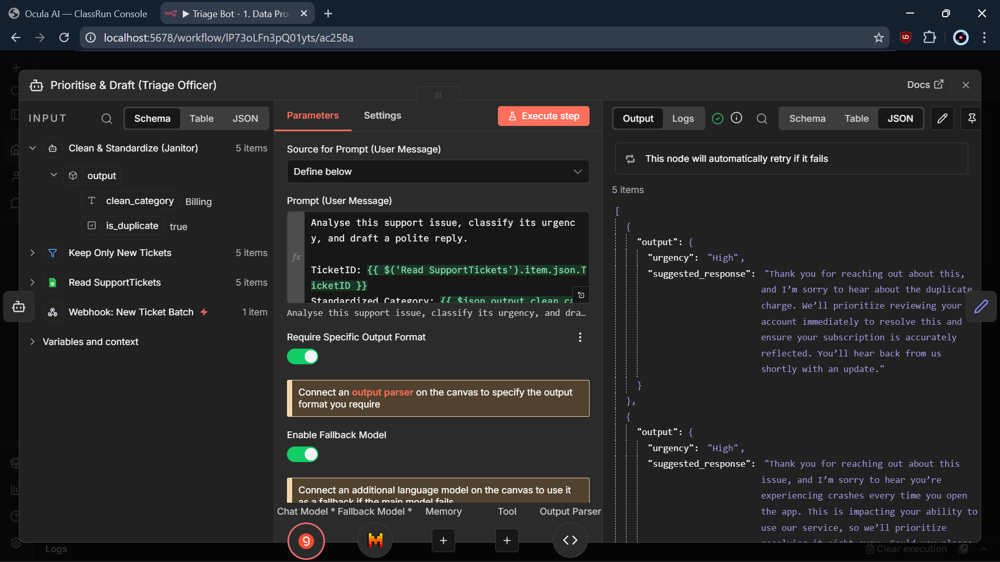 Ocula AI — ClassRun Console
▶ Triage Bot - 1. Data Pro
localhost:5678/workflow/lP73oLFn3pQ01yts/ac258a
Prioritise & Draft (Triage Officer)
Docs
INPUT
Schema
Table
JSON
Clean & Standardize (Janitor)
5 items
output
clean_category
Billing
is_duplicate
true
Keep Only New Tickets
5 items
Read SupportTickets
5 items
Webhook: New Ticket Batch
1 item
Variables and context
Parameters
Settings
Execute step
Source for Prompt (User Message)
Define below
Prompt (User Message)
fx
Analyse this support issue, classify its urgenc
y, and draft a polite reply.
TicketID: {{ $('Read SupportTickets').item.json.T
icketID }}
Standardized Category: {{ $json.output.clean_ca
Analyse this support issue, classify its urgency, and dra…
Require Specific Output Format
Connect an output parser on the canvas to specify the output
format you require
Enable Fallback Model
Connect an additional language model on the canvas to use it
as a fallback if the main model fails
Chat Model *
Fallback Model *
Memory
Tool
Output Parser
Output
Logs
Schema
Table
JSON
This node will automatically retry if it fails
5 items
[
{
"output": {
"urgency": "High",
"suggested_response": "Thank you for reaching out about this,
and I’m sorry to hear about the duplicate
charge. We’ll prioritize reviewing your
account immediately to resolve this and
ensure your subscription is accurately
reflected. You’ll hear back from us
shortly with an update."
}
},
{
"output": {
"urgency": "High",
"suggested_response": "Thank you for reaching out about this
issue, and I’m sorry to hear you’re
experiencing crashes every time you open
the app. This is impacting your ability to
use our service, so we’ll prioritize
Logs
Clear execution